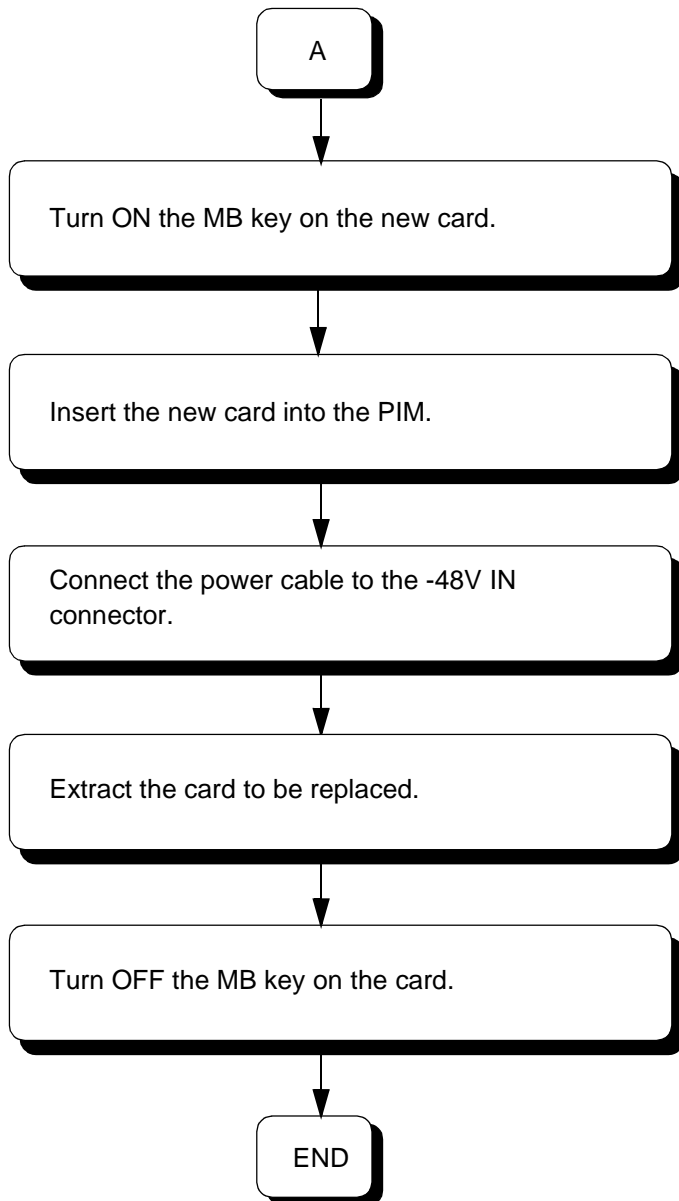 A
Turn ON the MB key on the new card.
Insert the new card into the PIM.
Connect the power cable to the -48V IN
connector.
Extract the card to be replaced.
Turn OFF the MB key on the card.
END